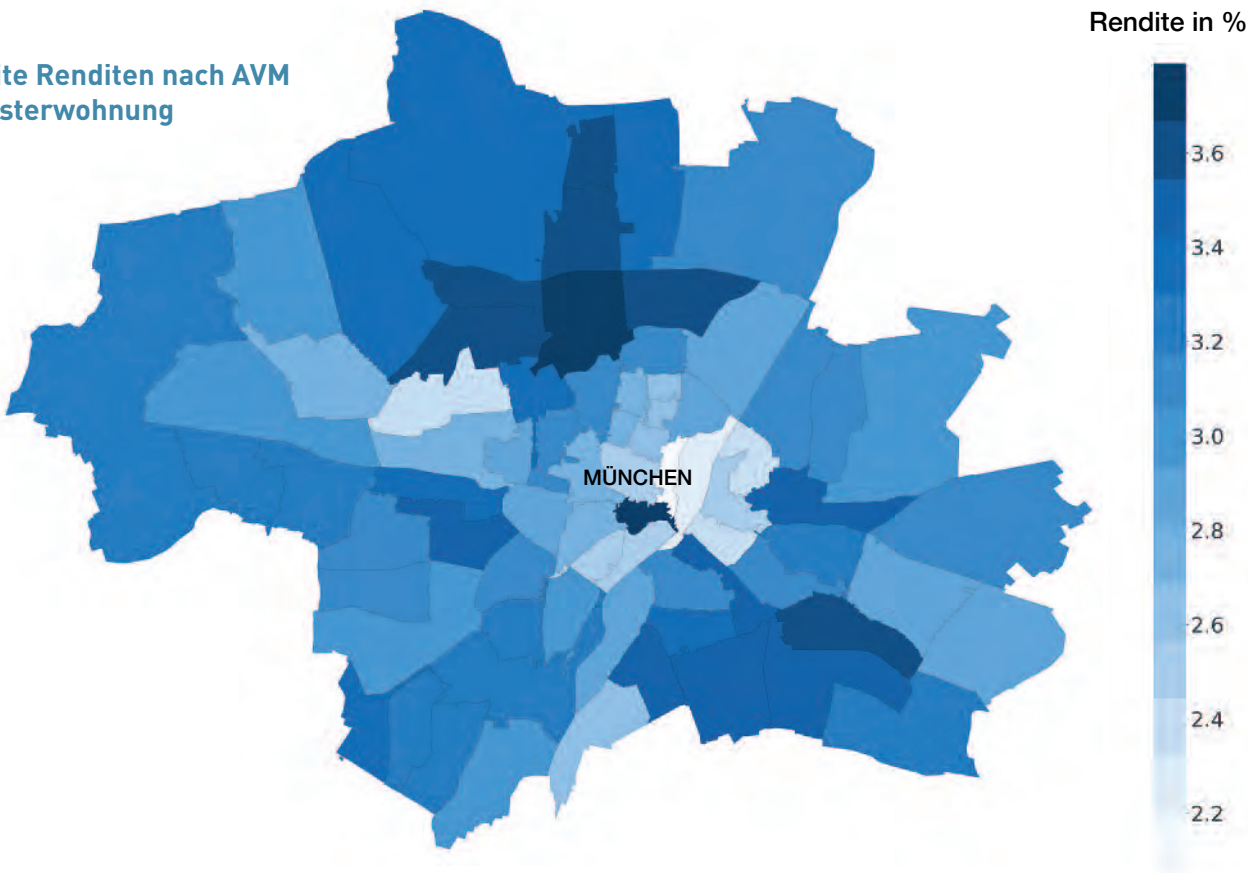 Rendite in %
ite Renditen nach AVM
sterwohnung
3.6
3.4
3.2
3.0
MÜNCHEN
2.8
2.6
2.4
2.2